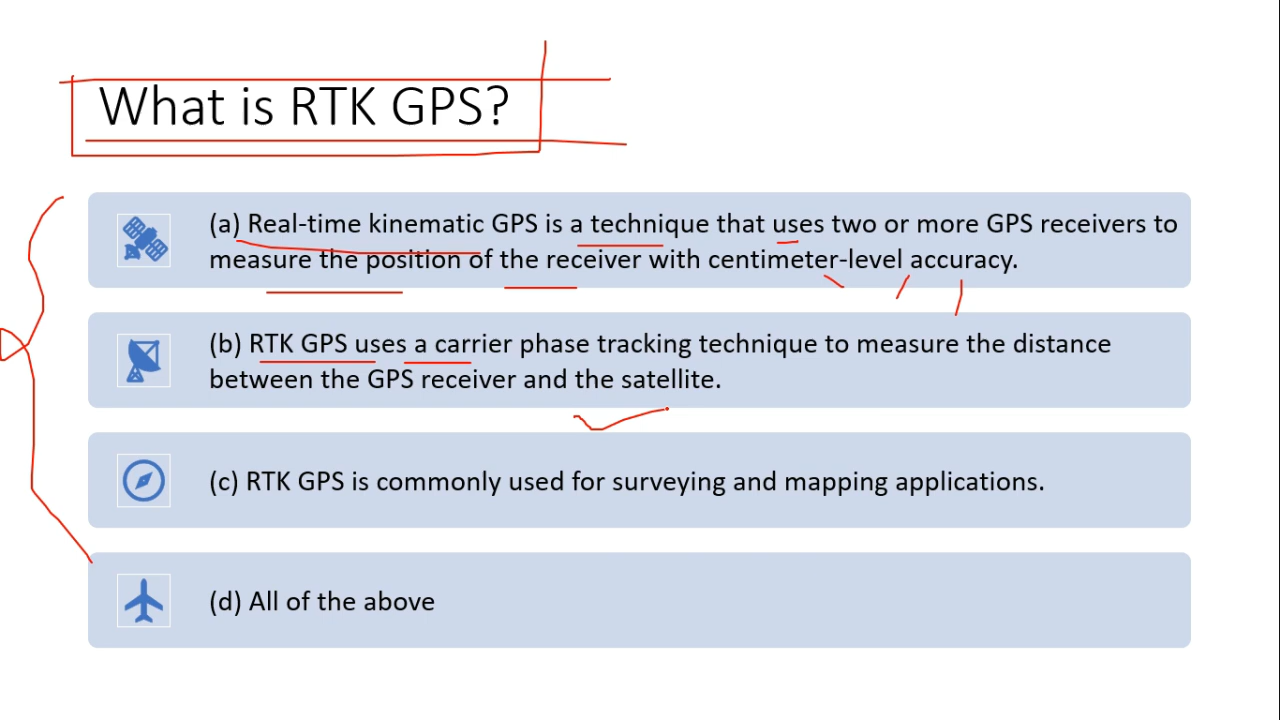 What is RTK GPS?
(a) Real-time kinematic GPS is a technique that uses two or more GPS receivers to
measure the position of the receiver with centimeter-level accuracy.
(b) RTK GPS uses a carrier phase tracking technique to measure the distance
between the GPS receiver and the satellite.
(c) RTK GPS is commonly used for surveying and mapping applications.
(d) All of the above